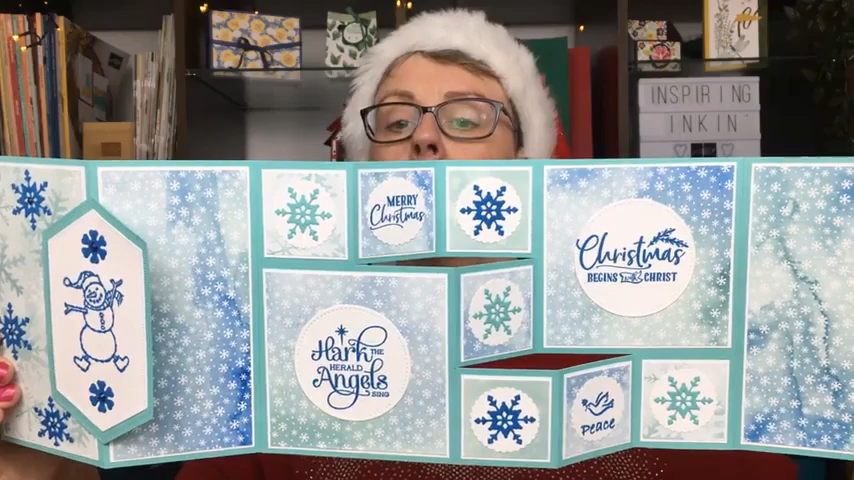 INSPIRING
INKIN
MERRY
Christmas
Christmas
BEGINS WITH CHRIST
Hark THE
HERALD
Angels
SING
Peace